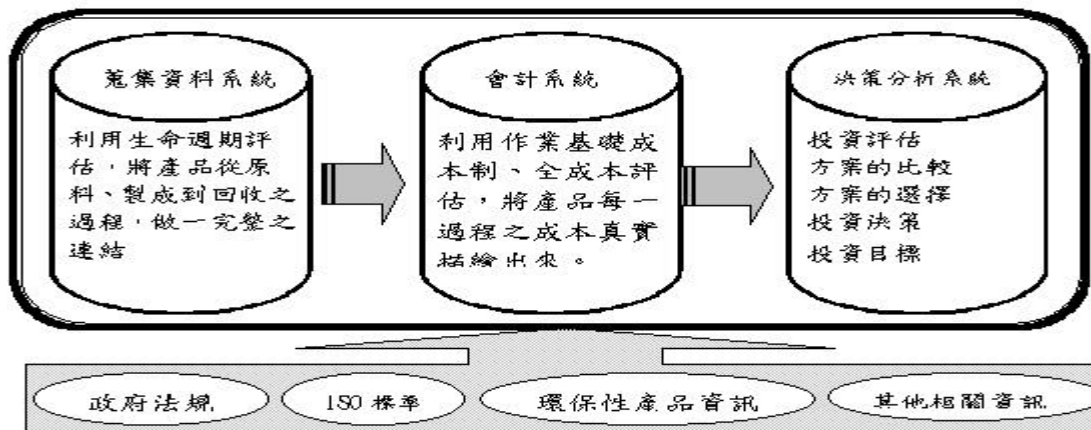 蒐集資料系統
利用生命週期評
估，將產品從原
料、製成到回收之
過程，做一完整之
連結
會計系統
利用作業基礎成
本制、全成本評
估，將產品每一
過程之成本真實
描繪出來。
決策分析系統
投資評估
方案的比較
方案的選擇
投資決策
投資目標
政府法規
ISO 標準
環保性產品資訊
其他相關資訊